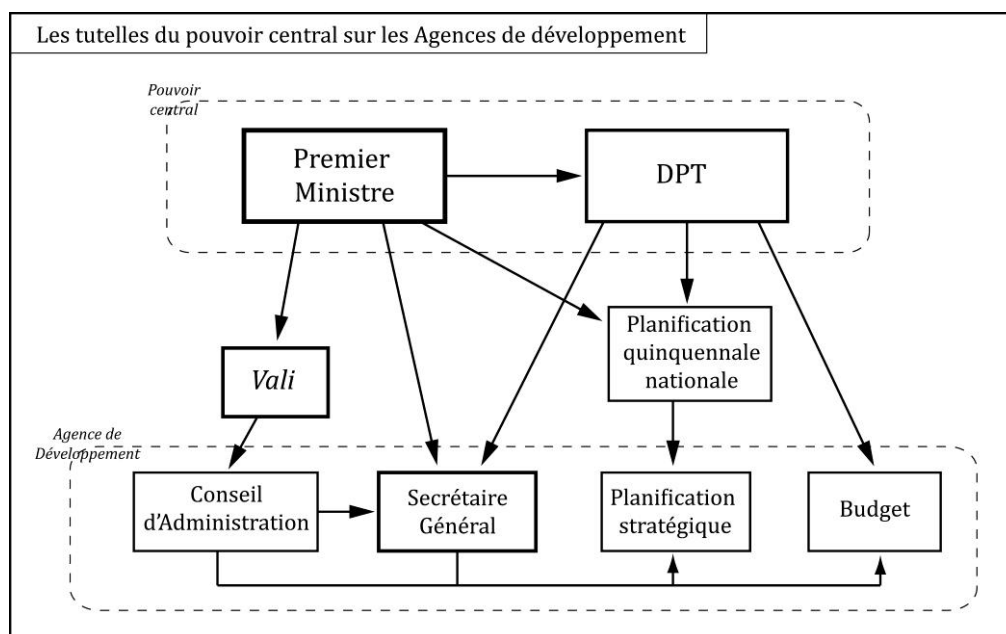 Les tutelles du pouvoir central sur les Agences de développement
Pouvoir
central
Premier
Ministre
DPT
Planification
quinquennale
nationale
Vali
Agence de
Développement
Conseil
d'Administration
Secrétaire
Général
Planification
stratégique
Budget